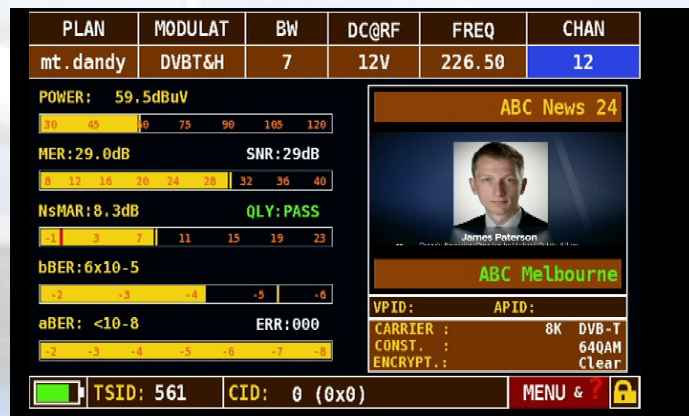 PLAN MODULAT BW DC@RF FREQ CHAN
mt.dandy DVBT&H 7 12V 226.50 12
POWER: 59.5dBuV
30 45 60 75 90 105 120
MER:29.0dB SNR:29dB
8 12 16 20 24 28 32 36 40
NsMAR:8.3dB QLY:PASS
-1 3 7 11 15 19 23
bBER:6x10-5
-2 -3 -4 -5 -6
aBER: <10-8 ERR:000
-2 -3 -4 -5 -6 -7 -8
ABC News 24
James Paterson
ABC Melbourne
VPID: APID:
CARRIER : 8K DVB-T
CONST. : 64QAM
ENCRYPT.: Clear
TSID: 561 CID: 0 (0x0) MENU & ?